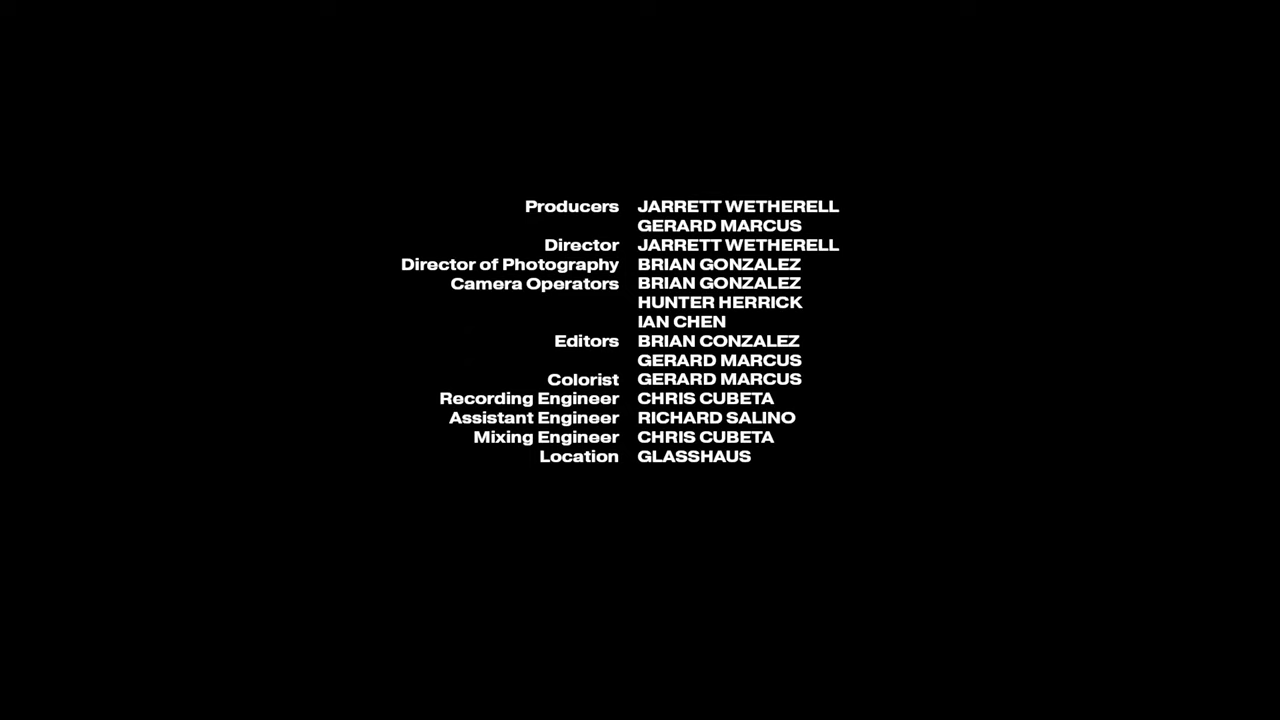 Producers JARRETT WETHERELL
GERARD MARCUS
Director JARRETT WETHERELL
Director of Photography BRIAN GONZALEZ
Camera Operators BRIAN GONZALEZ
HUNTER HERRICK
IAN CHEN
Editors BRIAN CONZALEZ
GERARD MARCUS
Colorist GERARD MARCUS
Recording Engineer CHRIS CUBETA
Assistant Engineer RICHARD SALINO
Mixing Engineer CHRIS CUBETA
Location GLASSHAUS